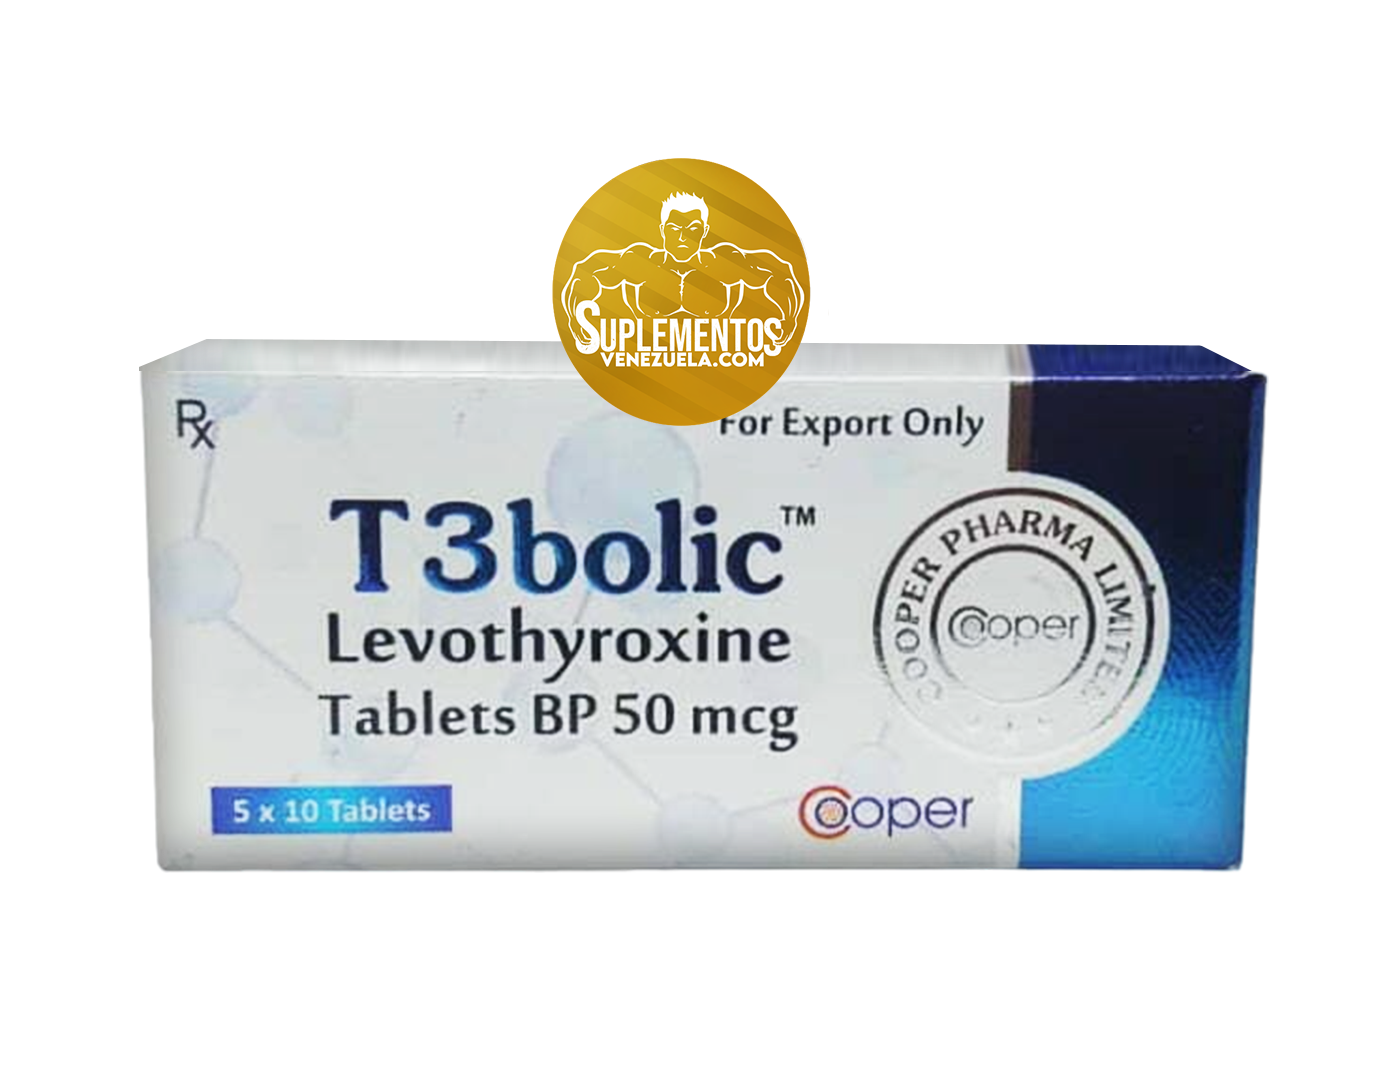 SUPLEMENTOS
VENEZUELA.COM
Rx
For Export Only
T3bolic™
Levothyroxine
Tablets BP 50 mcg
5 x 10 Tablets
COOPER PHARMA LIMITED
Cooper
Cooper